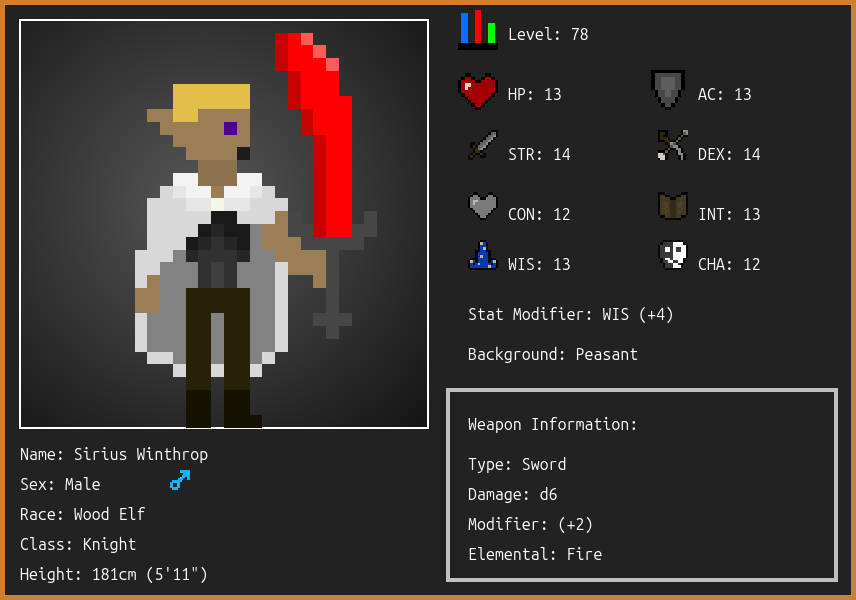 Level: 78
HP: 13
AC: 13
STR: 14
DEX: 14
CON: 12
INT: 13
WIS: 13
CHA: 12
Stat Modifier: WIS (+4)
Background: Peasant
Weapon Information:
Type: Sword
Damage: d6
Modifier: (+2)
Elemental: Fire
Name: Sirius Winthrop
Sex: Male
Race: Wood Elf
Class: Knight
Height: 181cm (5'11")